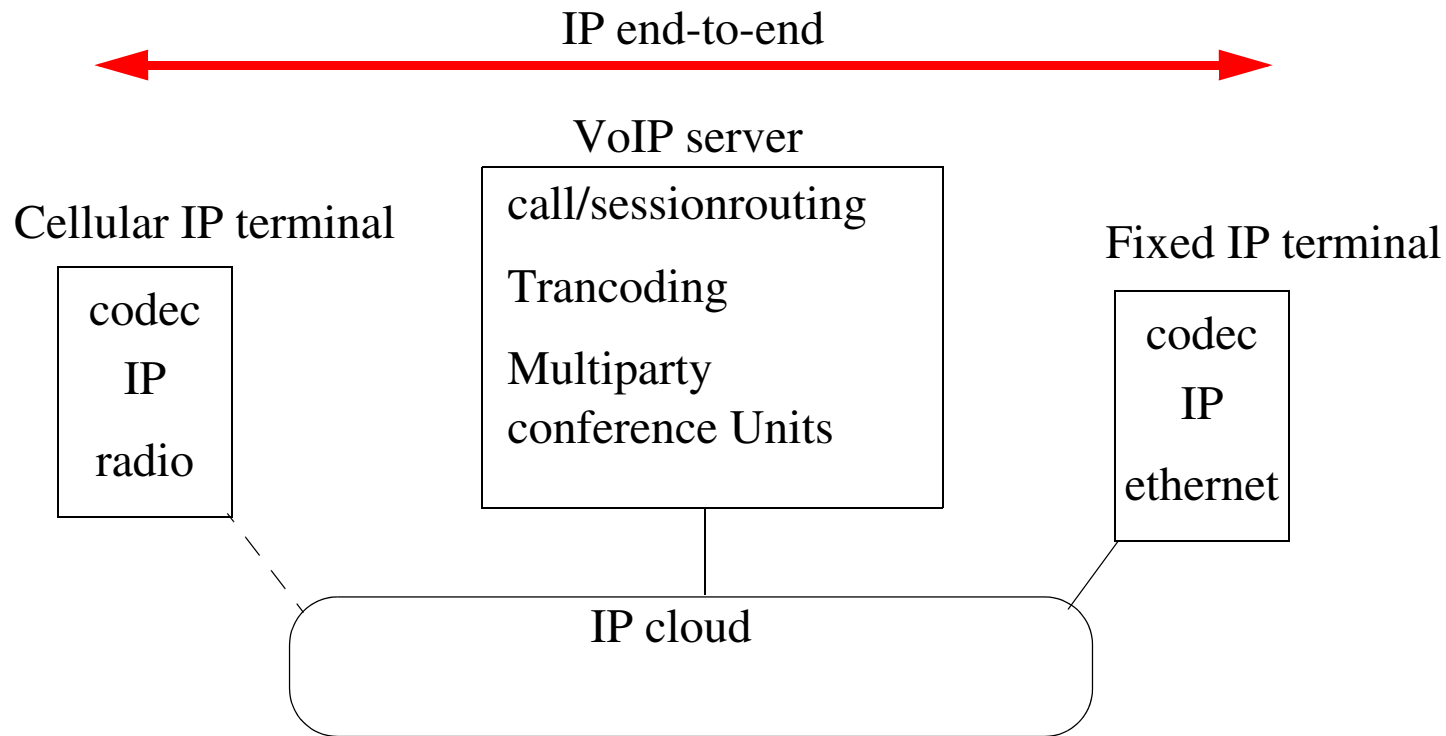 IP end-to-end
VoIP server
call/sessionrouting
Trancoding
Multiparty
conference Units
Cellular IP terminal
codec
IP
radio
Fixed IP terminal
codec
IP
ethernet
IP cloud